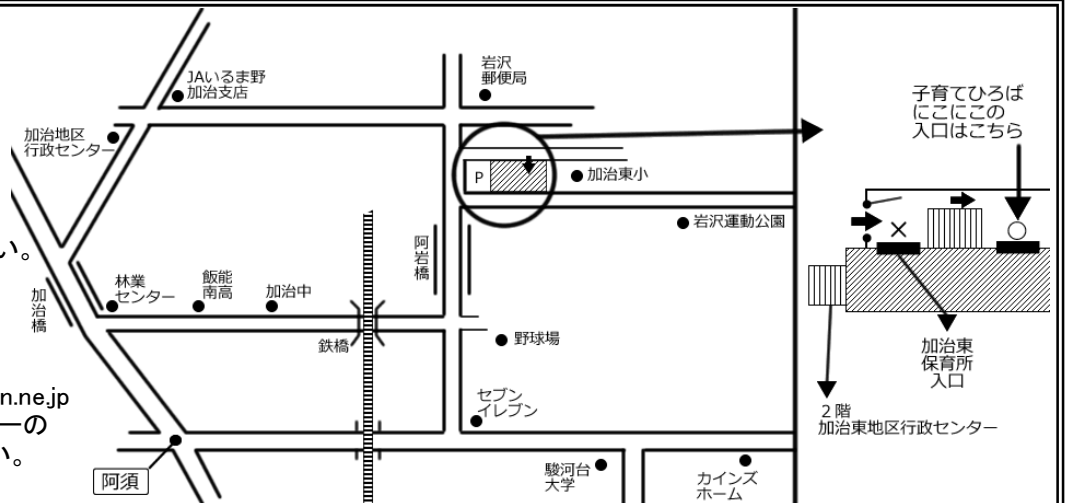 JAいるま野
加治支店
岩沢
郵便局
加治地区
行政センター
子育てひろば
にこにこの
入口はこちら
P
加治東小
岩沢運動公園
い。
阿岩橋
加治橋
林業
センター
飯能
南高
加治中
鉄橋
野球場
加治東
保育所
入口
n.ne.jp
ーの
い。
セブン
イレブン
2階
加治東地区行政センター
阿須
駿河台
大学
カインズ
ホーム